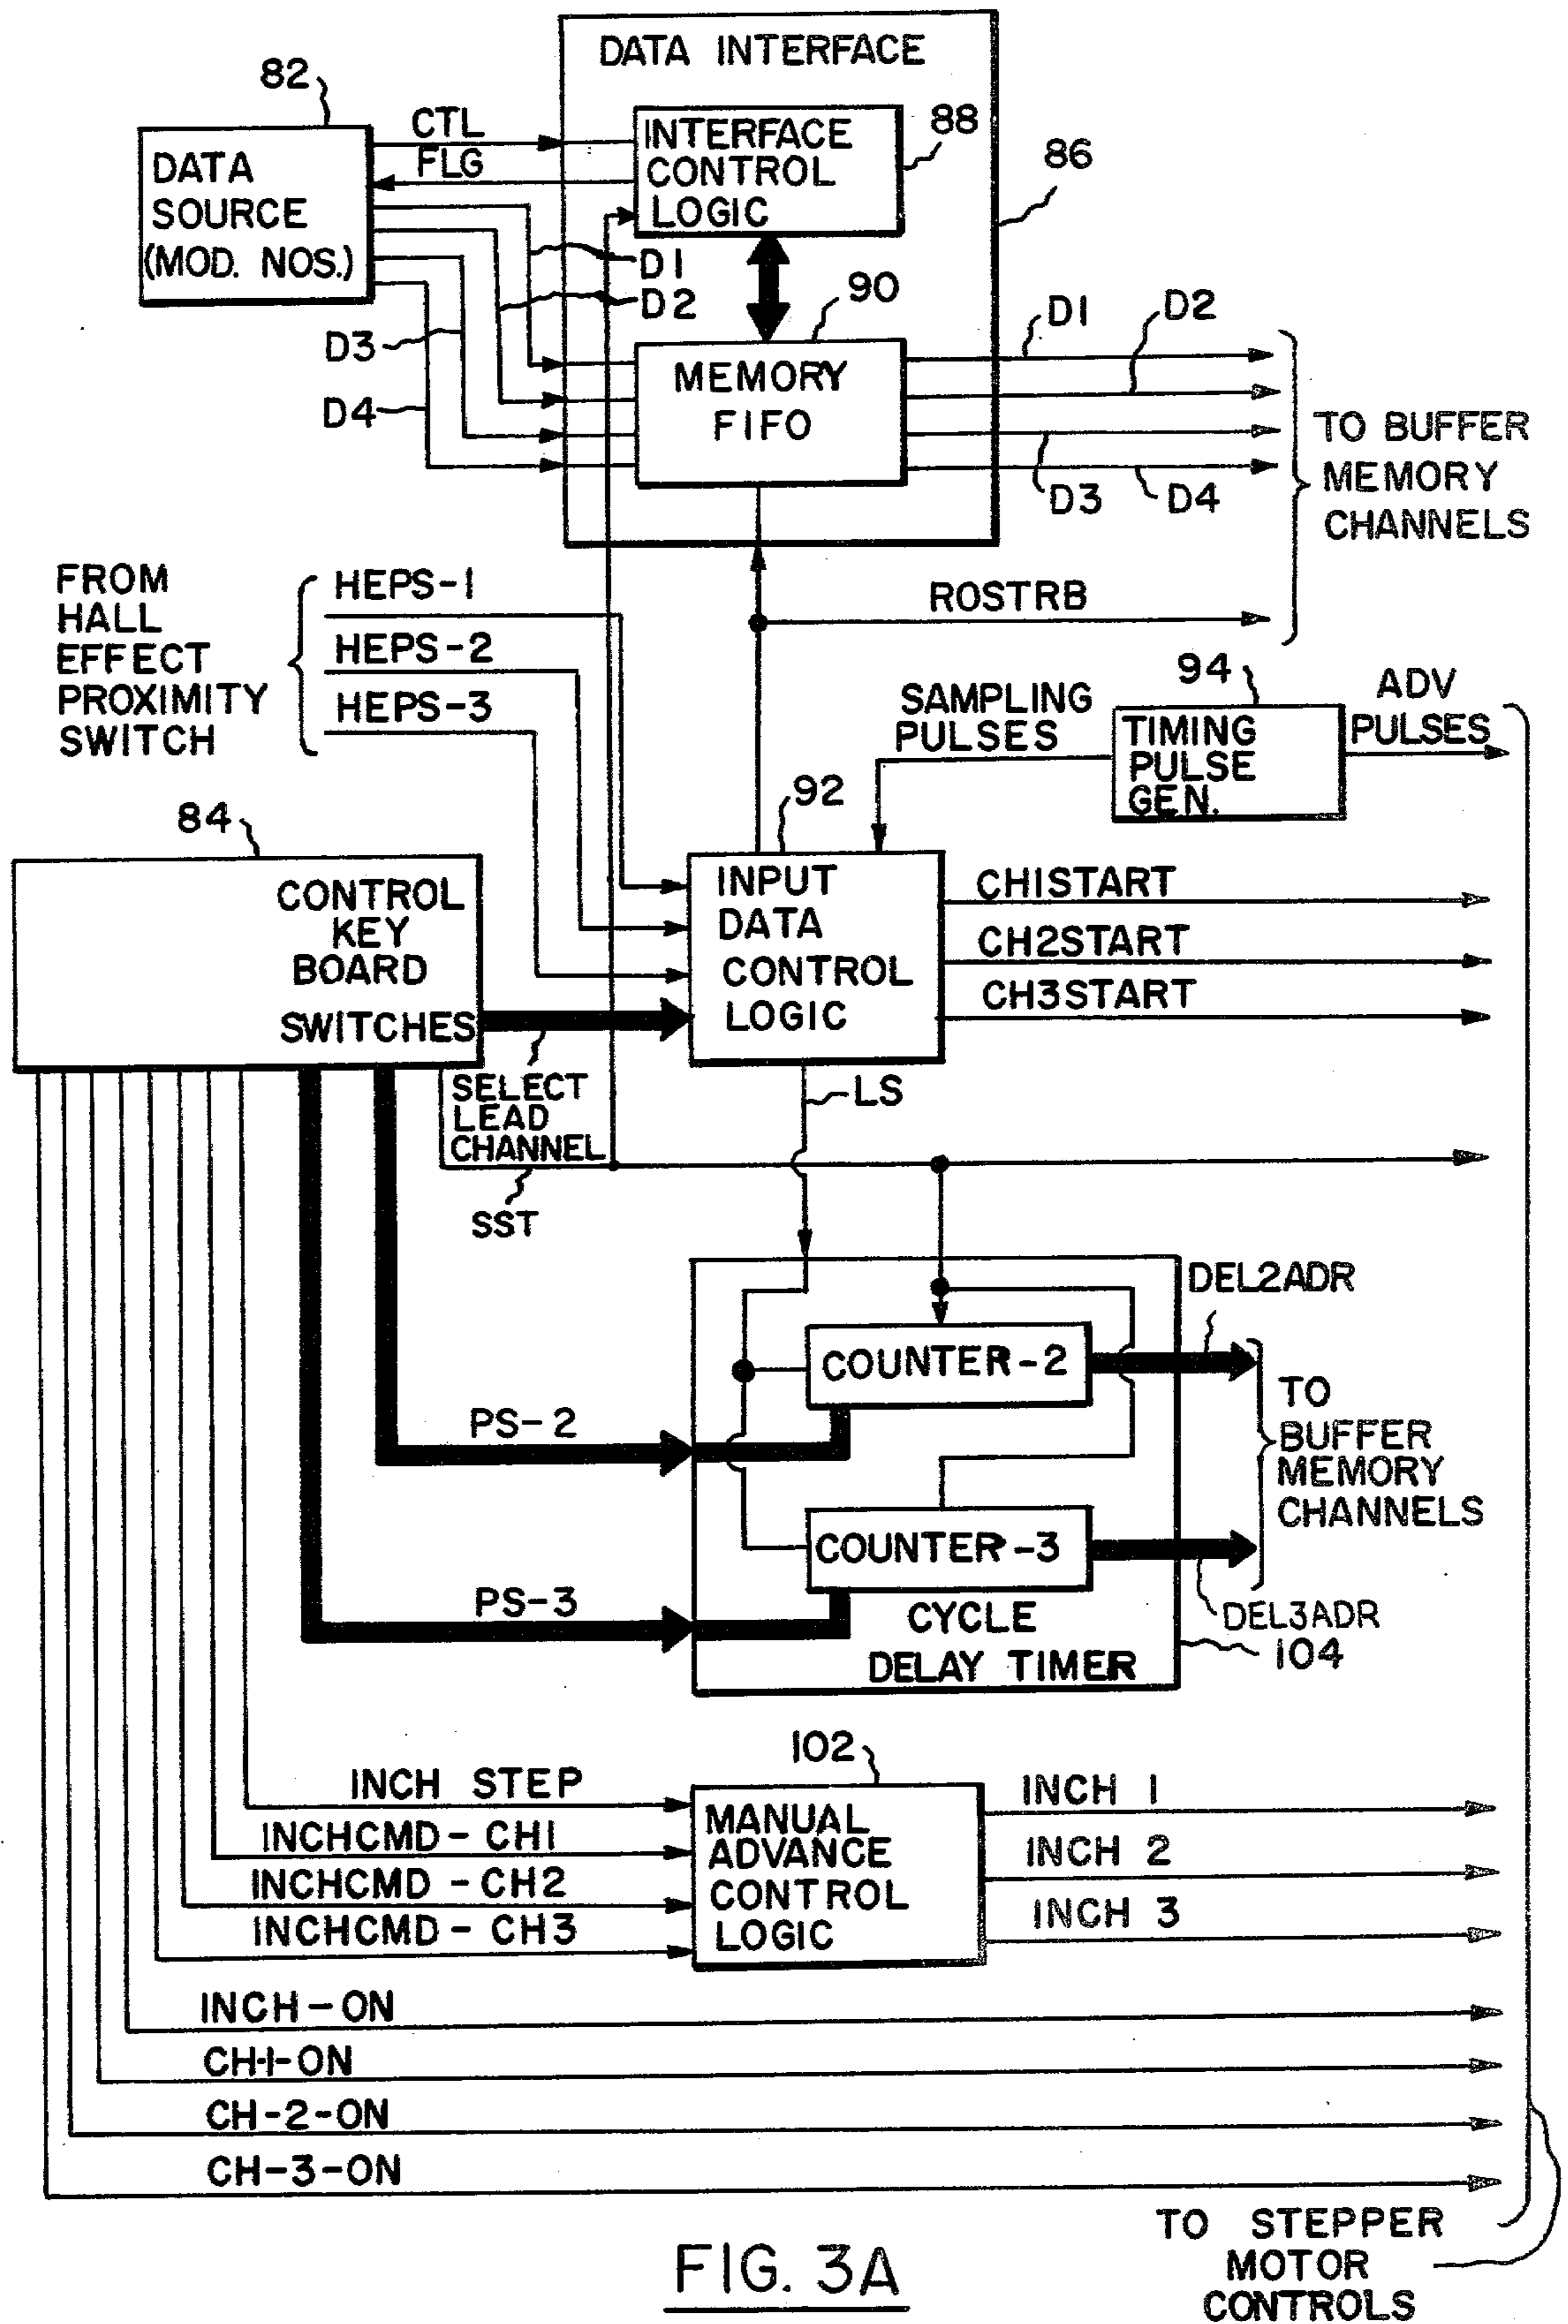 DATA INTERFACE
82
CTL
FLG
DATA
SOURCE
(MOD. NOS.)
INTERFACE
CONTROL
LOGIC
88
86
D1
D2
D3
D4
90
MEMORY
FIFO
D1
D2
D3
D4
TO BUFFER
MEMORY
CHANNELS
FROM
HALL
EFFECT
PROXIMITY
SWITCH
HEPS-1
HEPS-2
HEPS-3
ROSTRB
94
SAMPLING
PULSES
TIMING
PULSE
GEN.
ADV
PULSES
84
92
CONTROL
KEY
BOARD
SWITCHES
INPUT
DATA
CONTROL
LOGIC
CH1START
CH2START
CH3START
SELECT
LEAD
CHANNEL
LS
SST
DEL2ADR
COUNTER-2
PS-2
TO
BUFFER
MEMORY
CHANNELS
COUNTER-3
PS-3
CYCLE
DELAY TIMER
DEL3ADR
104
102
INCH STEP
INCHCMD-CH1
INCHCMD-CH2
INCHCMD-CH3
MANUAL
ADVANCE
CONTROL
LOGIC
INCH 1
INCH 2
INCH 3
INCH-ON
CH-1-ON
CH-2-ON
CH-3-ON
TO STEPPER
MOTOR
CONTROLS
FIG. 3A